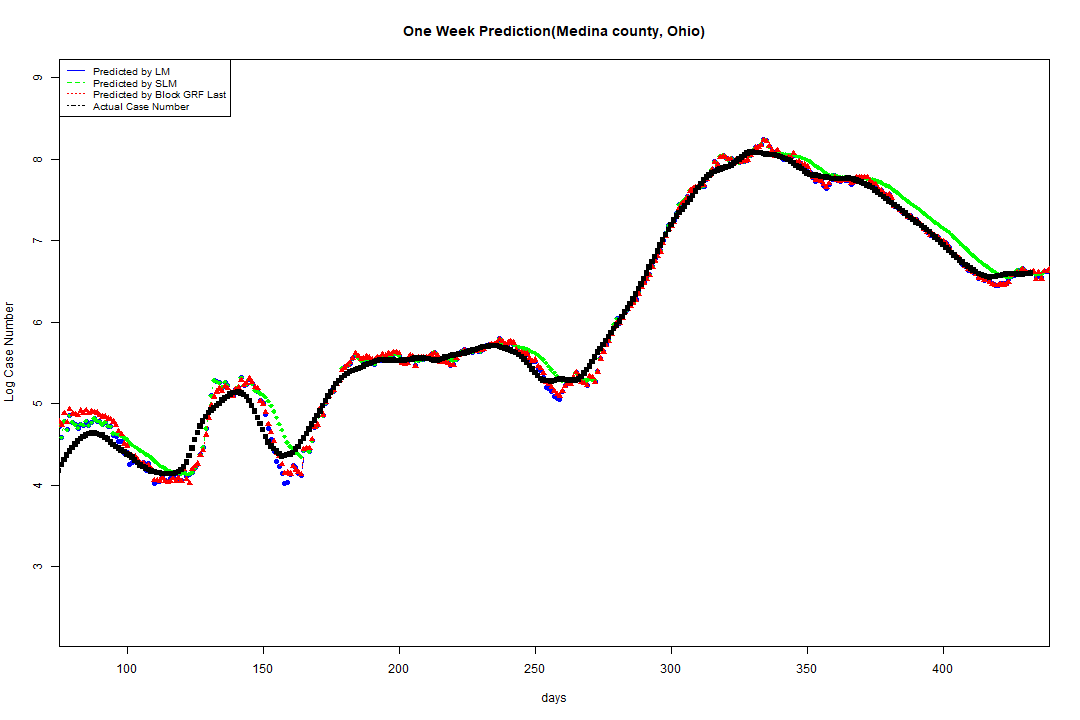 One Week Prediction(Medina county, Ohio)
Predicted by LM
Predicted by SLM
Predicted by Block GRF Last
Actual Case Number
9
8
7
6
5
4
3
Log Case Number
100 150 200 250 300 350 400
days